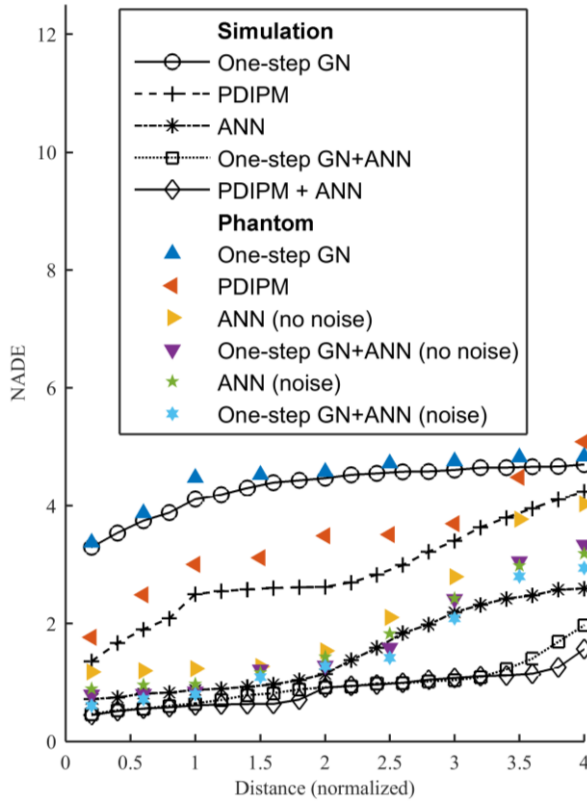 12
10
8
6
4
2
0
NADE
Simulation
One-step GN
PDIPM
ANN
One-step GN+ANN
PDIPM + ANN
Phantom
One-step GN
PDIPM
ANN (no noise)
One-step GN+ANN (no noise)
ANN (noise)
One-step GN+ANN (noise)
0 0.5 1 1.5 2 2.5 3 3.5 4
Distance (normalized)